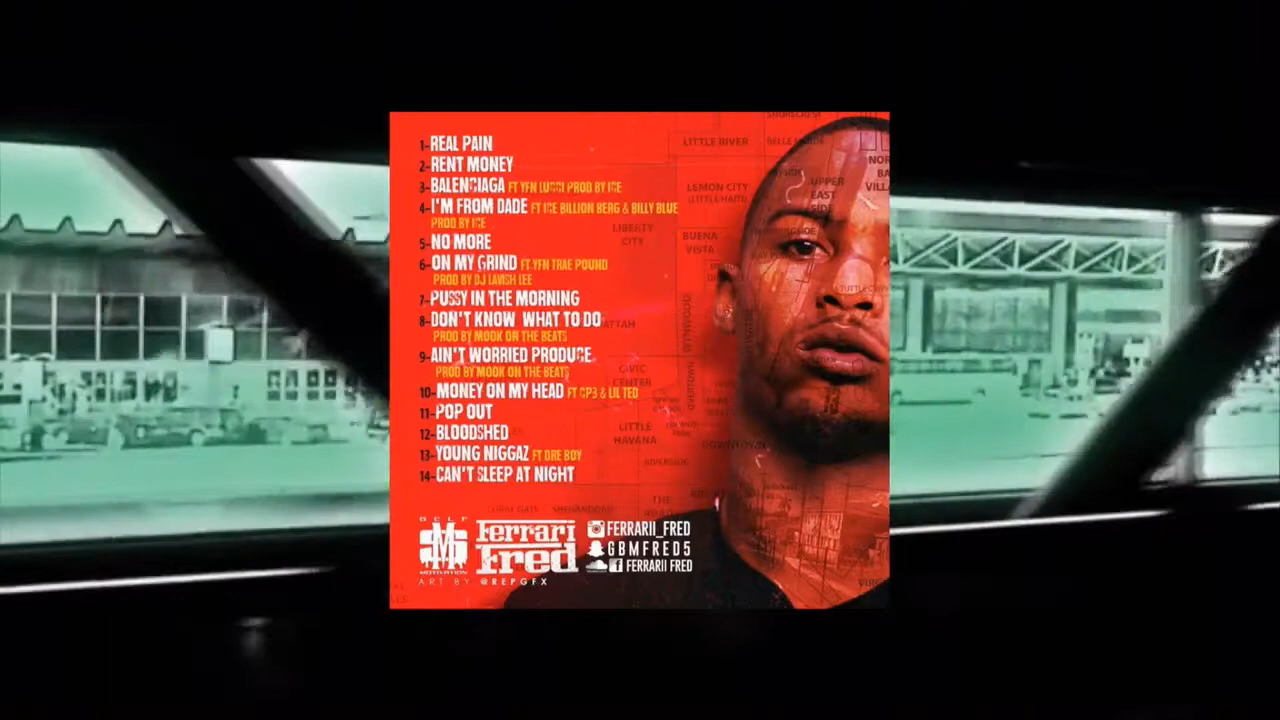 1-REAL PAIN
2-RENT MONEY
3-BALENCIAGA FT YFN LUCCI PROD BY ICE
4-I'M FROM DADE FT ICE BILLION BERG & BILLY BLUE
PROD BY ICE
5-NO MORE
6-ON MY GRIND FT YFN TRAE POUND
PROD BY DJ LAVISH LEE
7-PUSSY IN THE MORNING
8-DON'T KNOW WHAT TO DO
PROD BY MOOK ON THE BEATS
9-AIN'T WORRIED PRODUCE
PROD BY MOOK ON THE BEATS
10-MONEY ON MY HEAD FT CP3 & LIL TED
11-POP OUT
12-BLOODSHED
13-YOUNG NIGGAZ FT DRE BOY
14-CAN'T SLEEP AT NIGHT
SELF
MOTIVATION
Ferrari
Fred
FERRARII_FRED
GBMFRED5
FERRARII FRED
ART BY @REPGFX
LITTLE RIVER
LEMON CITY
(LITTLE HAITI)
UPPER
EAST
SIDE
LIBERTY
CITY
BUENA
VISTA
CIVIC
CENTER
LITTLE
HAVANA
DOWNTOWN
RIVERSIDE
SHENANDOAH
THE